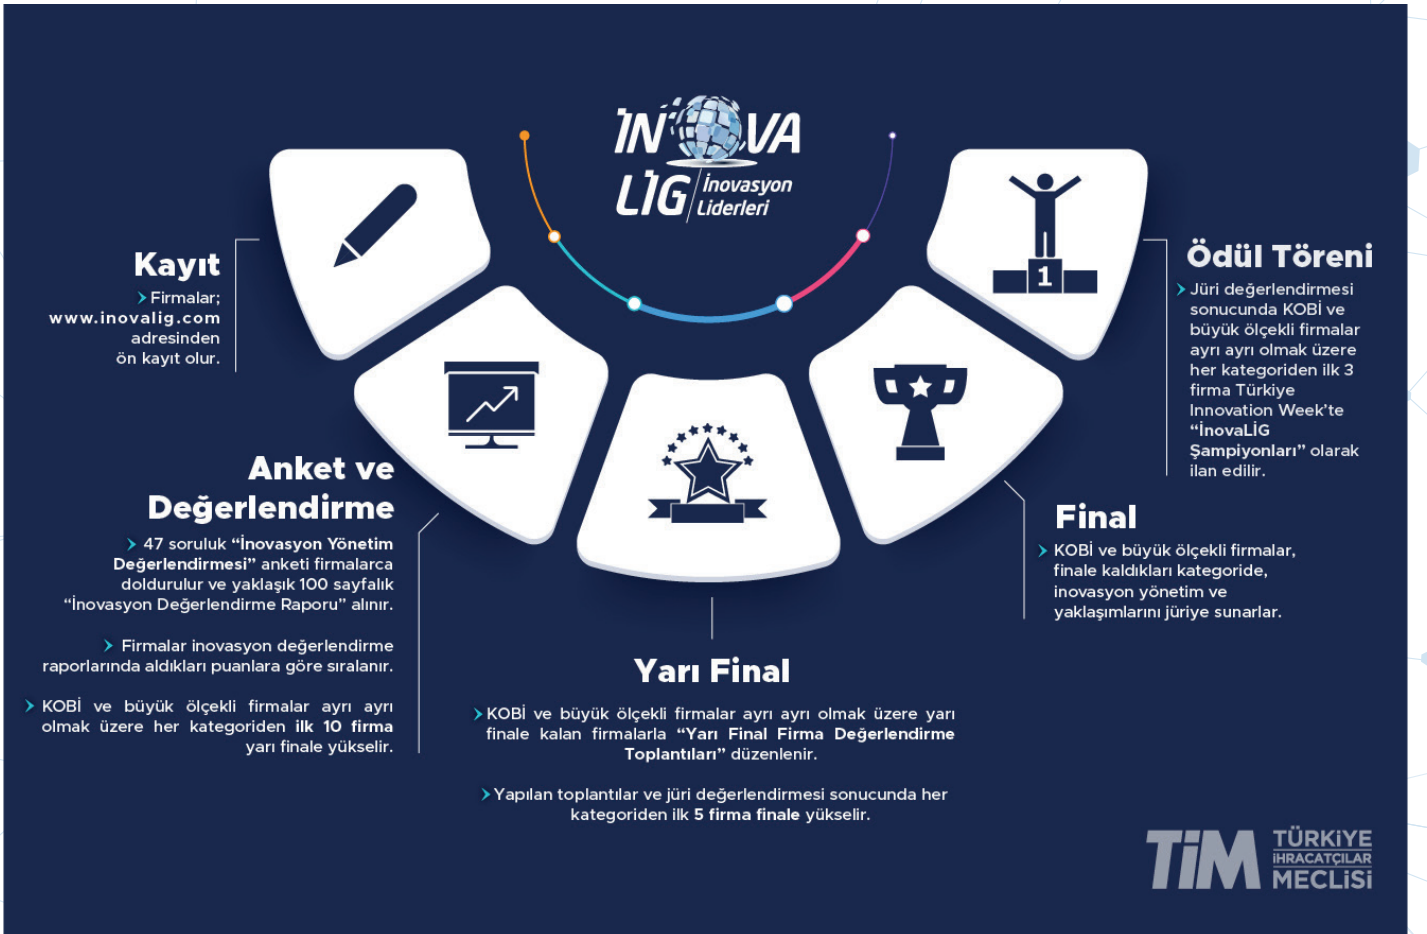 İNOVA
LİG İnovasyon
Liderleri
Kayıt
Firmalar;
www.inovalig.com
adresinden
ön kayıt olur.
Anket ve
Değerlendirme
47 soruluk “İnovasyon Yönetim
Değerlendirmesi” anketi firmalarca
doldurulur ve yaklaşık 100 sayfalık
“İnovasyon Değerlendirme Raporu” alınır.
Firmalar inovasyon değerlendirme
raporlarında aldıkları puanlara göre sıralanır.
KOBİ ve büyük ölçekli firmalar ayrı ayrı
olmak üzere her kategoriden ilk 10 firma
yarı finale yükselir.
Yarı Final
KOBİ ve büyük ölçekli firmalar ayrı ayrı olmak üzere yarı
finale kalan firmalarla “Yarı Final Firma Değerlendirme
Toplantıları” düzenlenir.
Yapılan toplantılar ve jüri değerlendirmesi sonucunda her
kategoriden ilk 5 firma finale yükselir.
Final
KOBİ ve büyük ölçekli firmalar,
finale kaldıkları kategoride,
inovasyon yönetim ve
yaklaşımlarını jüriye sunarlar.
1
Ödül Töreni
Jüri değerlendirmesi
sonucunda KOBİ ve
büyük ölçekli firmalar
ayrı ayrı olmak üzere
her kategoriden ilk 3
firma Türkiye
Innovation Week’te
“İnovaLİG
Şampiyonları” olarak
ilan edilir.
TİM
TÜRKİYE
İHRACATÇILAR
MECLİSİ